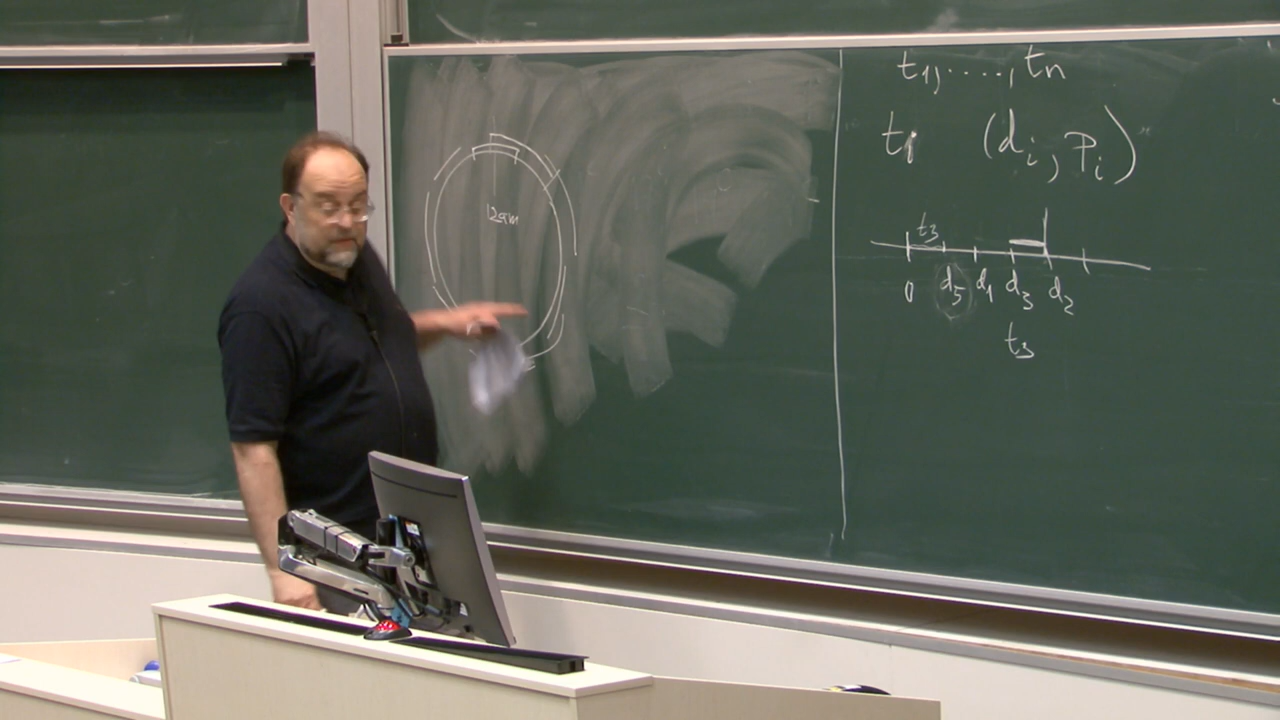 12am
t1, ...., tn
ti (di, pi)
t3
0 d5 d1 d3 d2
t3